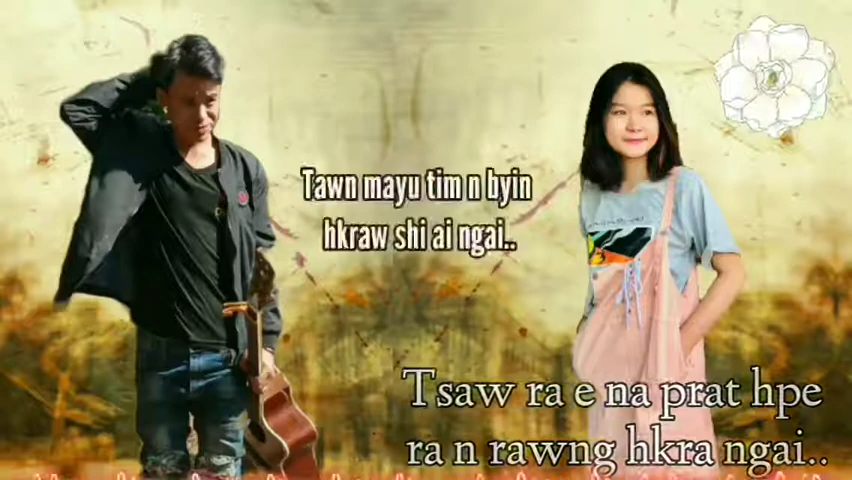 Tawn mayu tim n byin
hkraw shi ai ngai..
Tsaw ra e na prat hpe
ra n rawng hkra ngai..